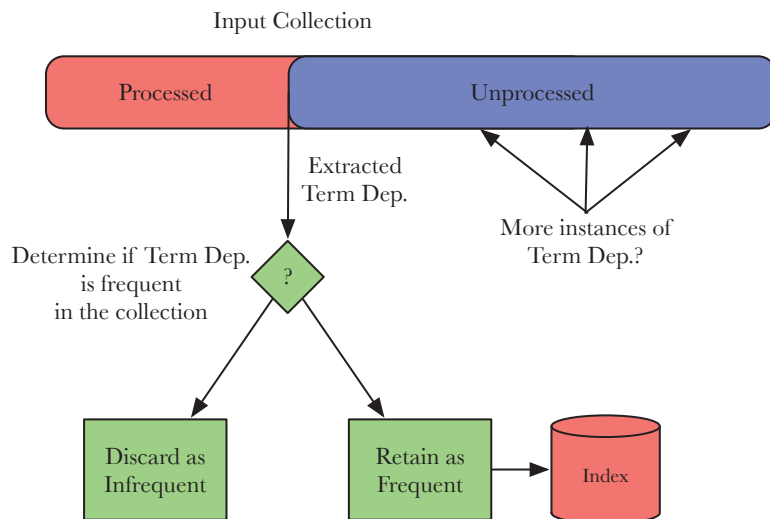 Input Collection
Processed
Unprocessed
Extracted
Term Dep.
More instances of
Term Dep.?
Determine if Term Dep.
is frequent
in the collection
?
Discard as
Infrequent
Retain as
Frequent
Index